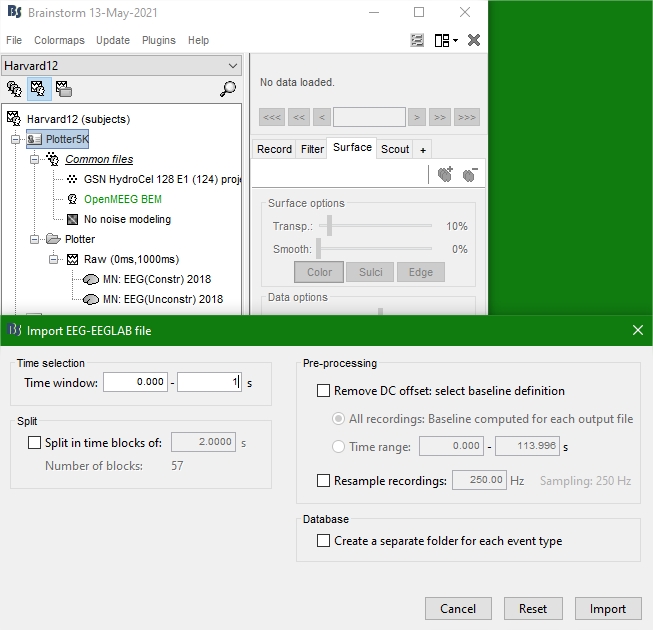 Brainstorm 13-May-2021
File Colormaps Update Plugins Help
Harvard12
No data loaded.
<<< << < > >> >>>
Harvard12 (subjects)
Plotter5K
Common files
GSN HydroCel 128 E1 (124) proj
OpenMEEG BEM
No noise modeling
Plotter
Raw (0ms,1000ms)
MN: EEG(Constr) 2018
MN: EEG(Unconstr) 2018
Record Filter Surface Scout +
Surface options
Transp.: 10%
Smooth: 0%
Color Sulci Edge
Data options
Import EEG-EEGLAB file
Time selection
Time window: 0.000 - 1 s
Split
Split in time blocks of: 2.0000 s
Number of blocks: 57
Pre-processing
Remove DC offset: select baseline definition
All recordings: Baseline computed for each output file
Time range: 0.000 - 113.996 s
Resample recordings: 250.00 Hz Sampling: 250 Hz
Database
Create a separate folder for each event type
Cancel Reset Import